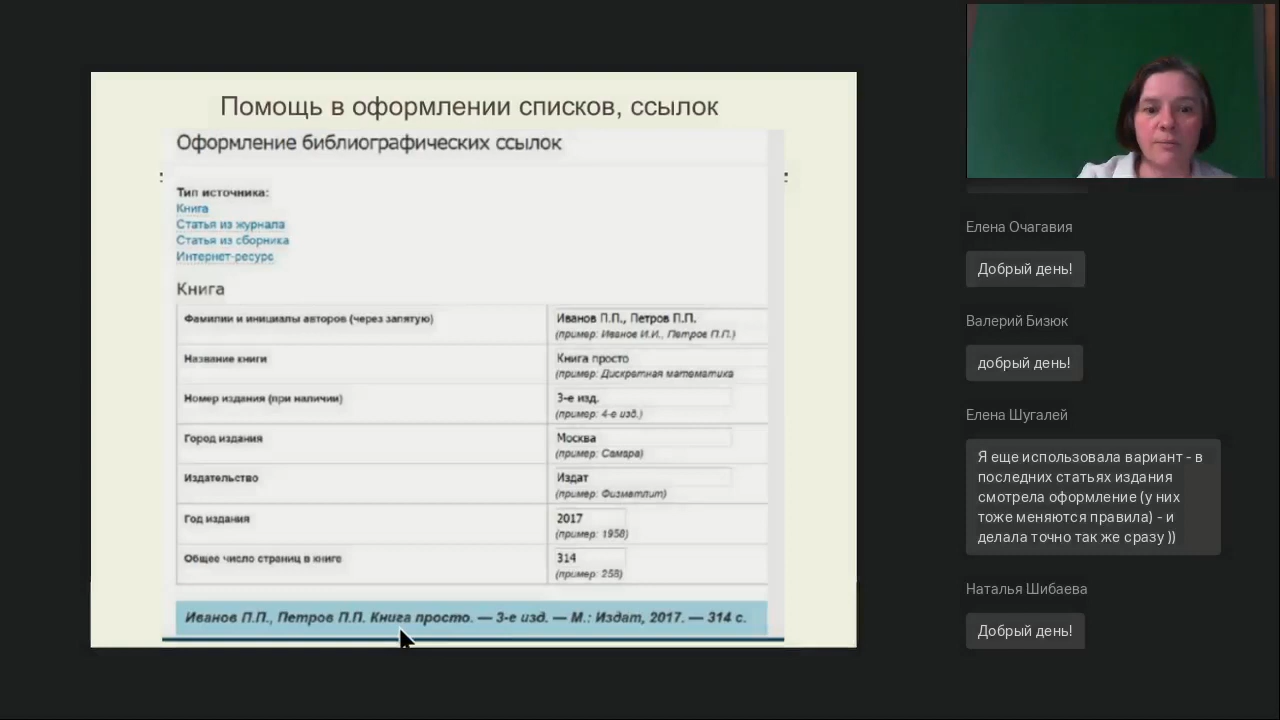 Помощь в оформлении списков, ссылок
Оформление библиографических ссылок
Тип источника:
Книга
Статья из журнала
Статья из сборника
Интернет-ресурс
Книга
Фамилии и инициалы авторов (через запятую)
Иванов П.П., Петров П.П.
(пример: Иванов И.И., Петров П.П.)
Название книги
Книга просто
(пример: Дискретная математика
Номер издания (при наличии)
3-е изд.
(пример: 4-е изд.)
Город издания
Москва
(пример: Самара)
Издательство
Издат
(пример: Физматлит)
Год издания
2017
(пример: 1958)
Общее число страниц в книге
314
(пример: 258)
Иванов П.П., Петров П.П. Книга просто. — 3-е изд. — М.: Издат, 2017. — 314 с.
Елена Очагавия
Добрый день!
Валерий Бизюк
добрый день!
Елена Шугалей
Я еще использовала вариант - в
последних статьях издания
смотрела оформление (у них
тоже меняются правила) - и
делала точно так же сразу ))
Наталья Шибаева
Добрый день!